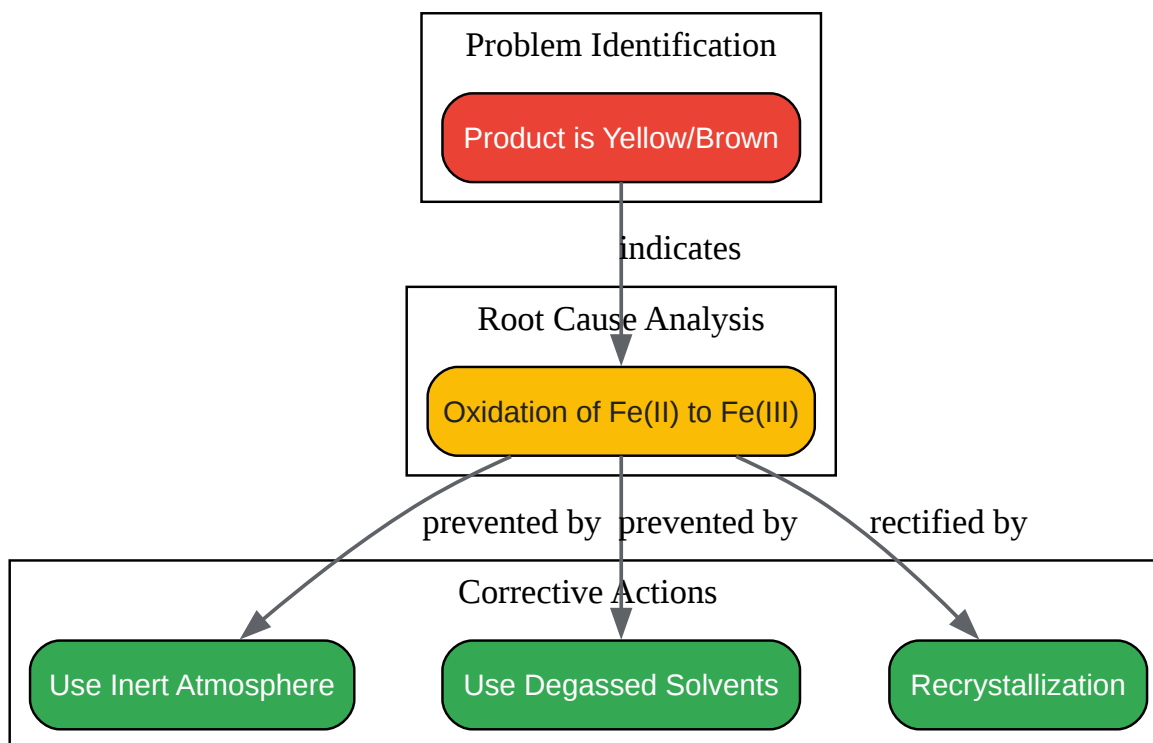 Problem Identification
Product is Yellow/Brown
indicates
Root Cause Analysis
Oxidation of Fe(II) to Fe(III)
prevented by
prevented by
rectified by
Corrective Actions
Use Inert Atmosphere
Use Degassed Solvents
Recrystallization